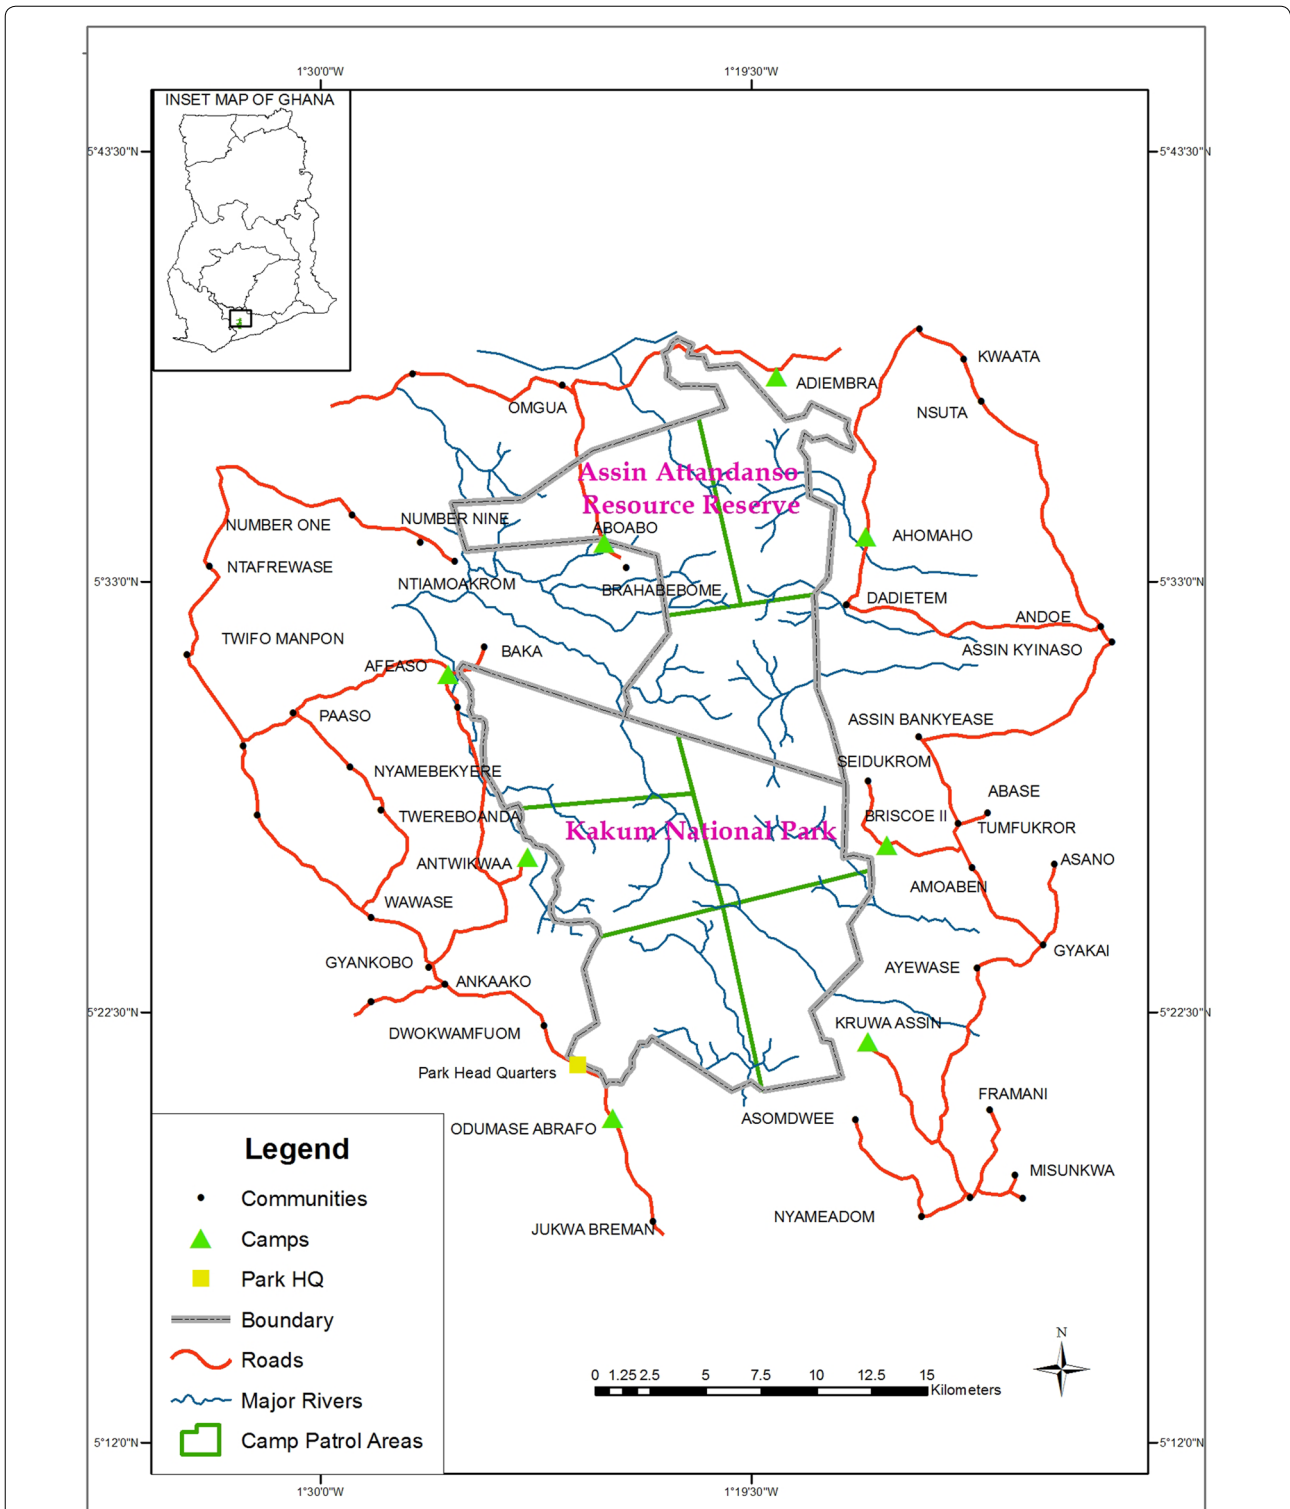 1°30'0"W
1°19'30"W
INSET MAP OF GHANA
5°43'30"N
5°43'30"N
KWAATA
ADIEMBRA
OMGUA
NSUTA
Assin Attandanso
Resource Reserve
NUMBER ONE
NUMBER NINE
ABOABO
AHOMAHO
NTAFREWASE
NTIAMOAKROM
BRAHABEBOME
5°33'0"N
5°33'0"N
DADIETEM
ANDOE
TWIFO MANPON
BAKA
ASSIN KYINASO
AFEASO
PAASO
ASSIN BANKYEASE
SEIDUKROM
NYAMEBEKYERE
ABASE
TWEREBOANDA
BRISCOE II
TUMFUKROR
Kakum National Park
ANTWIKWAA
ASANO
AMOABEN
WAWASE
GYAKAI
GYANKOBO
AYEWASE
ANKAAKO
5°22'30"N
5°22'30"N
DWOKWAMFUOM
KRUWA ASSIN
Park Head Quarters
FRAMANI
ASOMDWEE
ODUMASE ABRAFO
MISUNKWA
NYAMEADOM
JUKWA BREMAN
Legend
Communities
Camps
Park HQ
Boundary
Roads
Major Rivers
Camp Patrol Areas
N
0 1.25 2.5 5 7.5 10 12.5 15
Kilometers
5°12'0"N
5°12'0"N
1°30'0"W
1°19'30"W